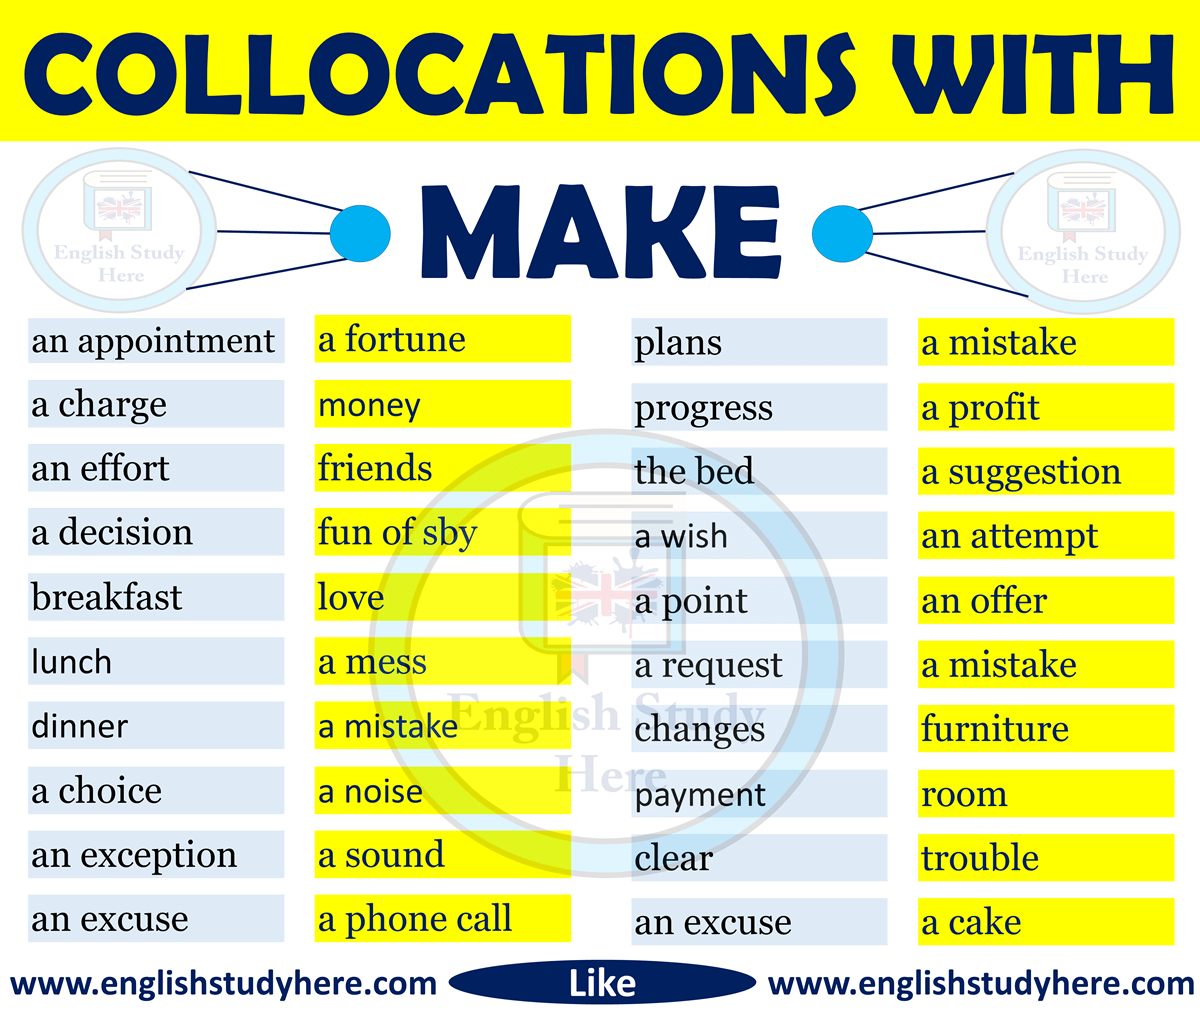 COLLOCATIONS WITH
MAKE
English Study
Here
English Study
Here
an appointment
a charge
an effort
a decision
breakfast
lunch
dinner
a choice
an exception
an excuse
a fortune
money
friends
fun of sby
love
a mess
a mistake
a noise
a sound
a phone call
plans
progress
the bed
a wish
a point
a request
changes
payment
clear
an excuse
a mistake
a profit
a suggestion
an attempt
an offer
a mistake
furniture
room
trouble
a cake
English Study
Here
www.englishstudyhere.com
Like
www.englishstudyhere.com